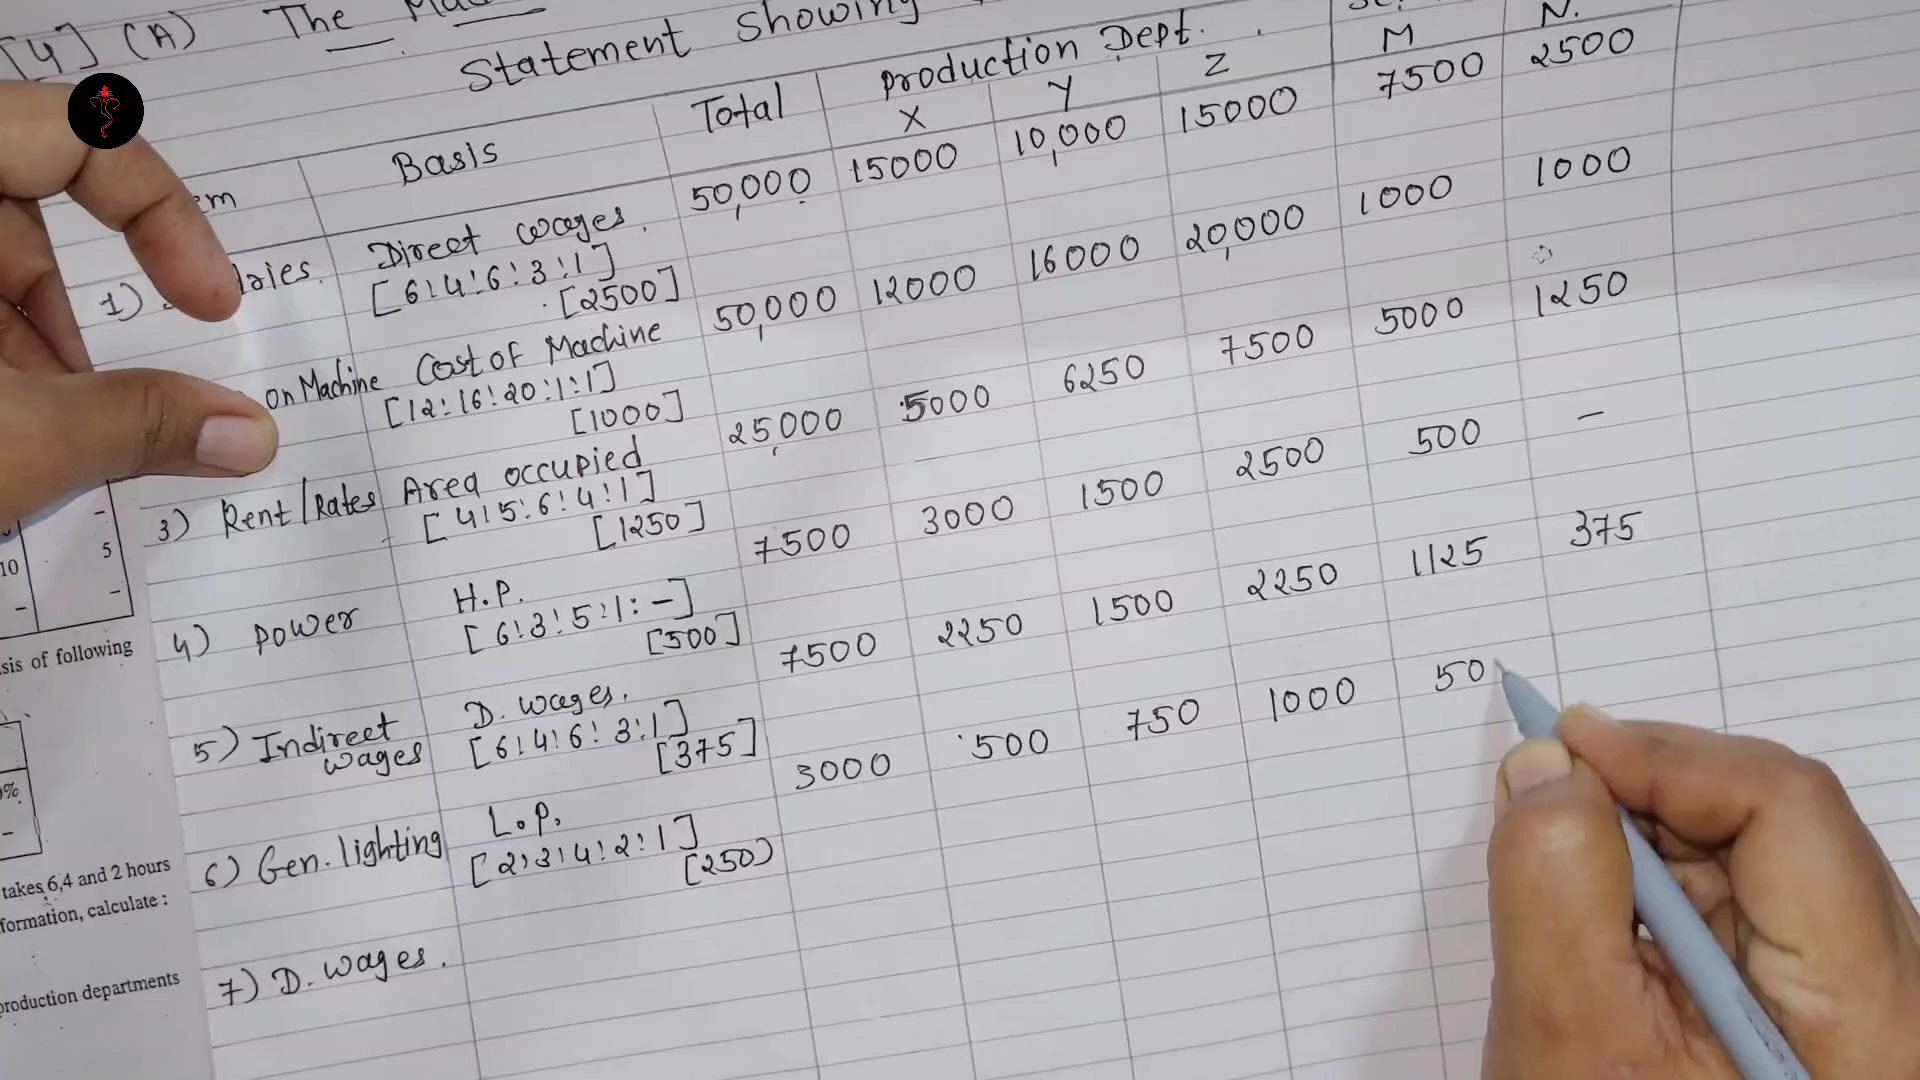 [4] (A) The
Statement Showing
Item Basis Total Production Dept.
X Y Z M N.
1) Direct wages. 50,000 15000 10,000 15000 7500 2500
[6:4:6:3:1]
[2500]
on Machine Cost of Machine 50,000 12000 16000 20,000 1000 1000
[12:16:20:1:1]
[1000]
3) Rent/Rates Area occupied 25,000 5000 6250 7500 5000 1250
[4:5:6:4:1]
[1250]
4) Power H.P. 7500 3000 1500 2500 500 -
[6:3:5:1:-]
[500]
5) Indirect wages D. wages. 7500 2250 1500 2250 1125 375
[6:4:6:3:1]
[375]
6) Gen. lighting L.P. 3000 500 750 1000 50
[2:3:4:2:1]
[250)
7) D. wages.
10 5
- -
sis of following
%
-
takes 6,4 and 2 hours
formation, calculate :
production departments